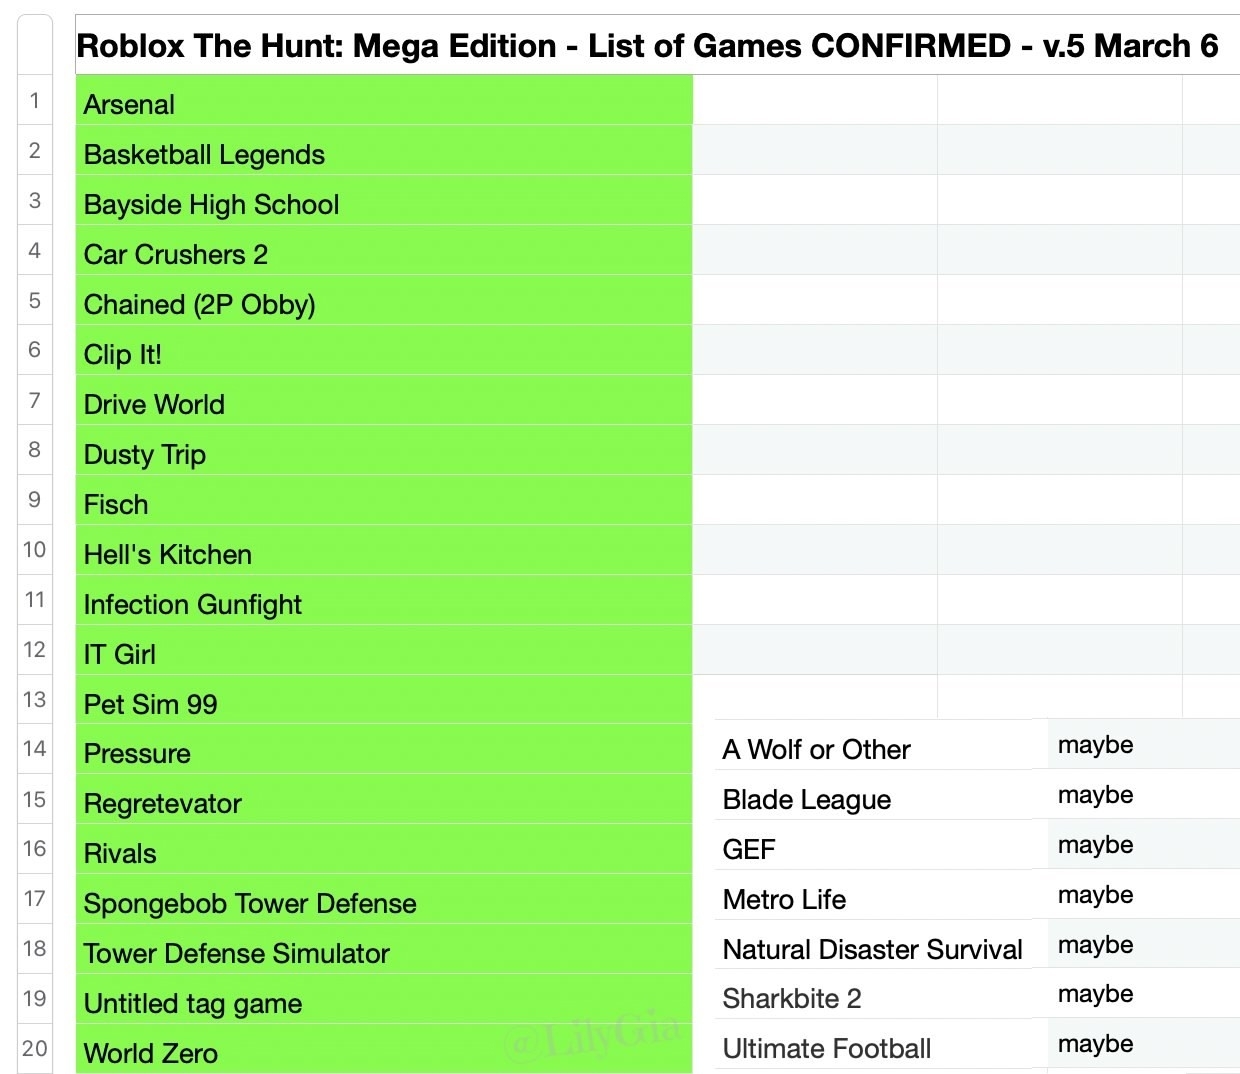 Roblox The Hunt: Mega Edition - List of Games CONFIRMED - v.5 March 6
1 Arsenal
2 Basketball Legends
3 Bayside High School
4 Car Crushers 2
5 Chained (2P Obby)
6 Clip It!
7 Drive World
8 Dusty Trip
9 Fisch
10 Hell's Kitchen
11 Infection Gunfight
12 IT Girl
13 Pet Sim 99
14 Pressure A Wolf or Other maybe
15 Regretevator Blade League maybe
16 Rivals GEF maybe
17 Spongebob Tower Defense Metro Life maybe
18 Tower Defense Simulator Natural Disaster Survival maybe
19 Untitled tag game Sharkbite 2 maybe
@LilyGia
20 World Zero Ultimate Football maybe